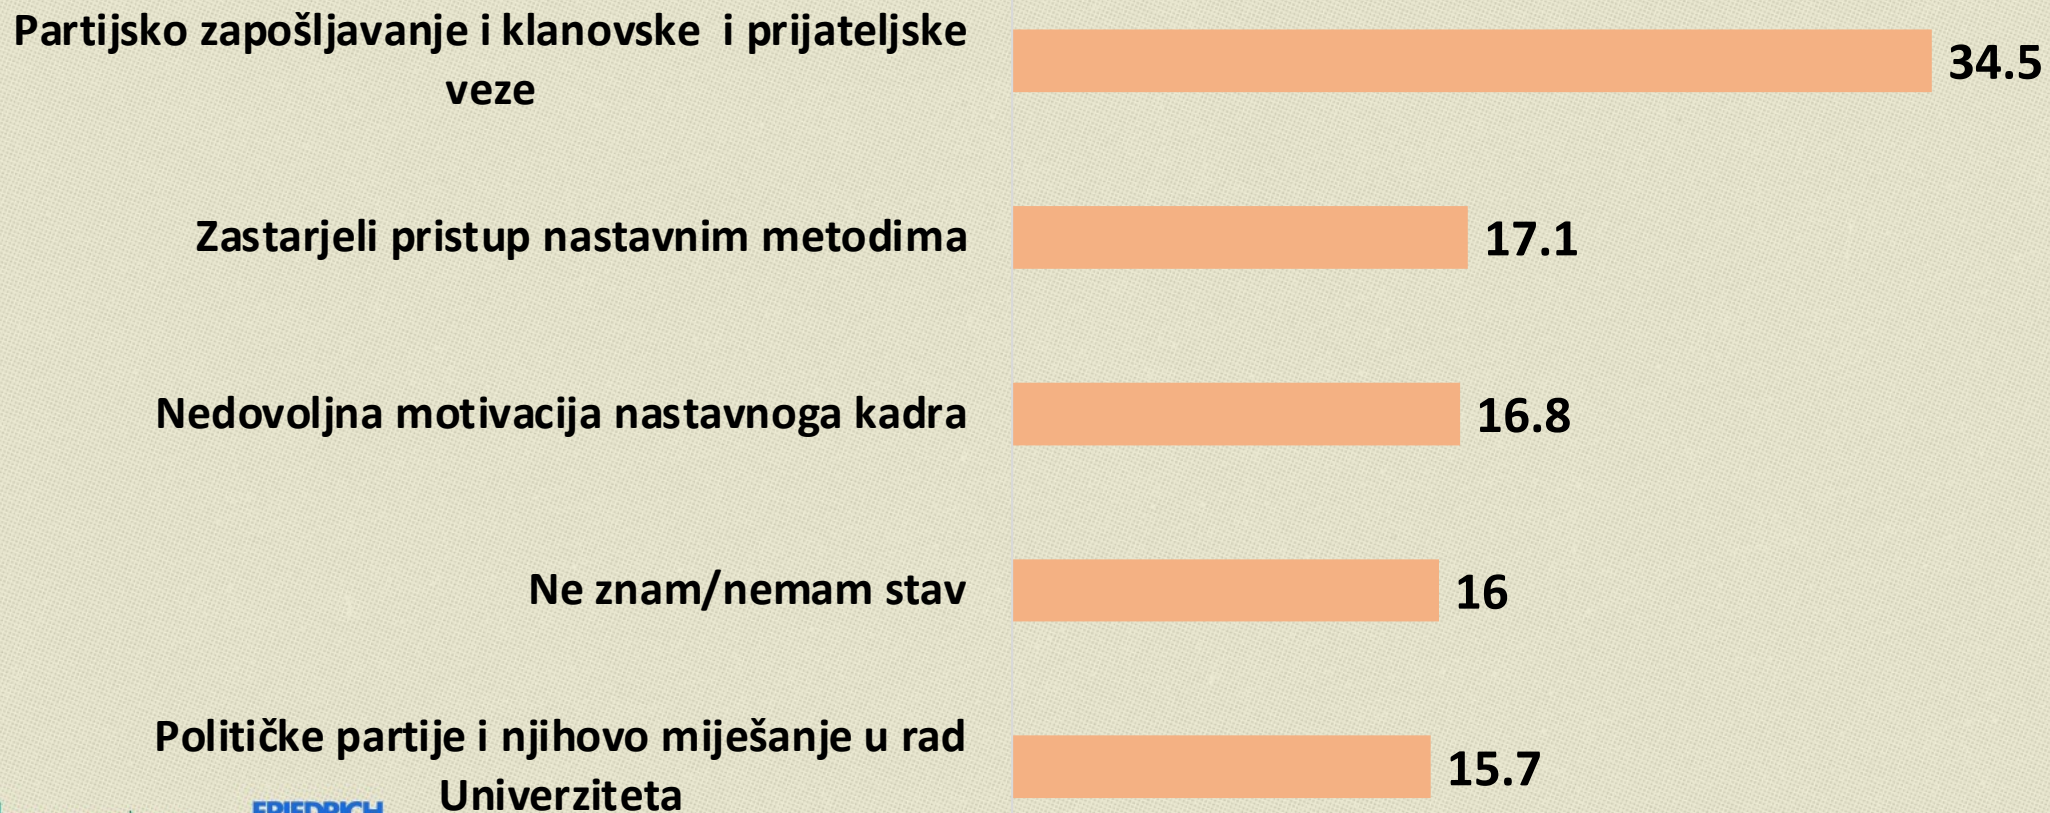 Partijsko zapošljavanje i klanovske i prijateljske
veze
34.5
Zastarjeli pristup nastavnim metodima
17.1
Nedovoljna motivacija nastavnoga kadra
16.8
Ne znam/nemam stav
16
Političke partije i njihovo miješanje u rad
Univerziteta
15.7
FRIEDRICH